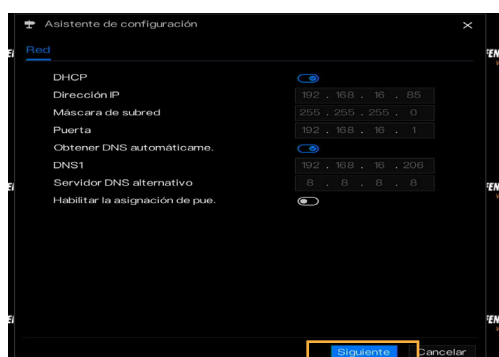 Asistente de configuración
Red
DHCP
Dirección IP 192 . 168 . 16 . 85
Máscara de subred 255 . 255 . 255 . 0
Puerta 192 . 168 . 16 . 1
Obtener DNS automáticame.
DNS1 192 . 168 . 16 . 206
Servidor DNS alternativo 8 . 8 . 8 . 8
Habilitar la asignación de pue.
Siguiente Cancelar